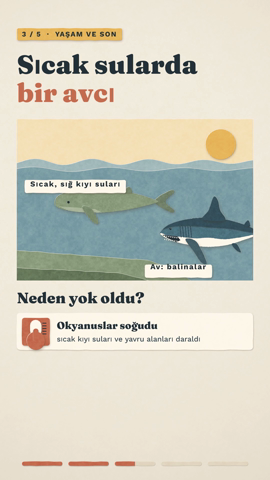 3 / 5 · YAŞAM VE SON
Sıcak sularda
bir avcı
Sıcak, sığ kıyı suları
Av: balinalar
Neden yok oldu?
Okyanuslar soğudu
sıcak kıyı suları ve yavru alanları daraldı